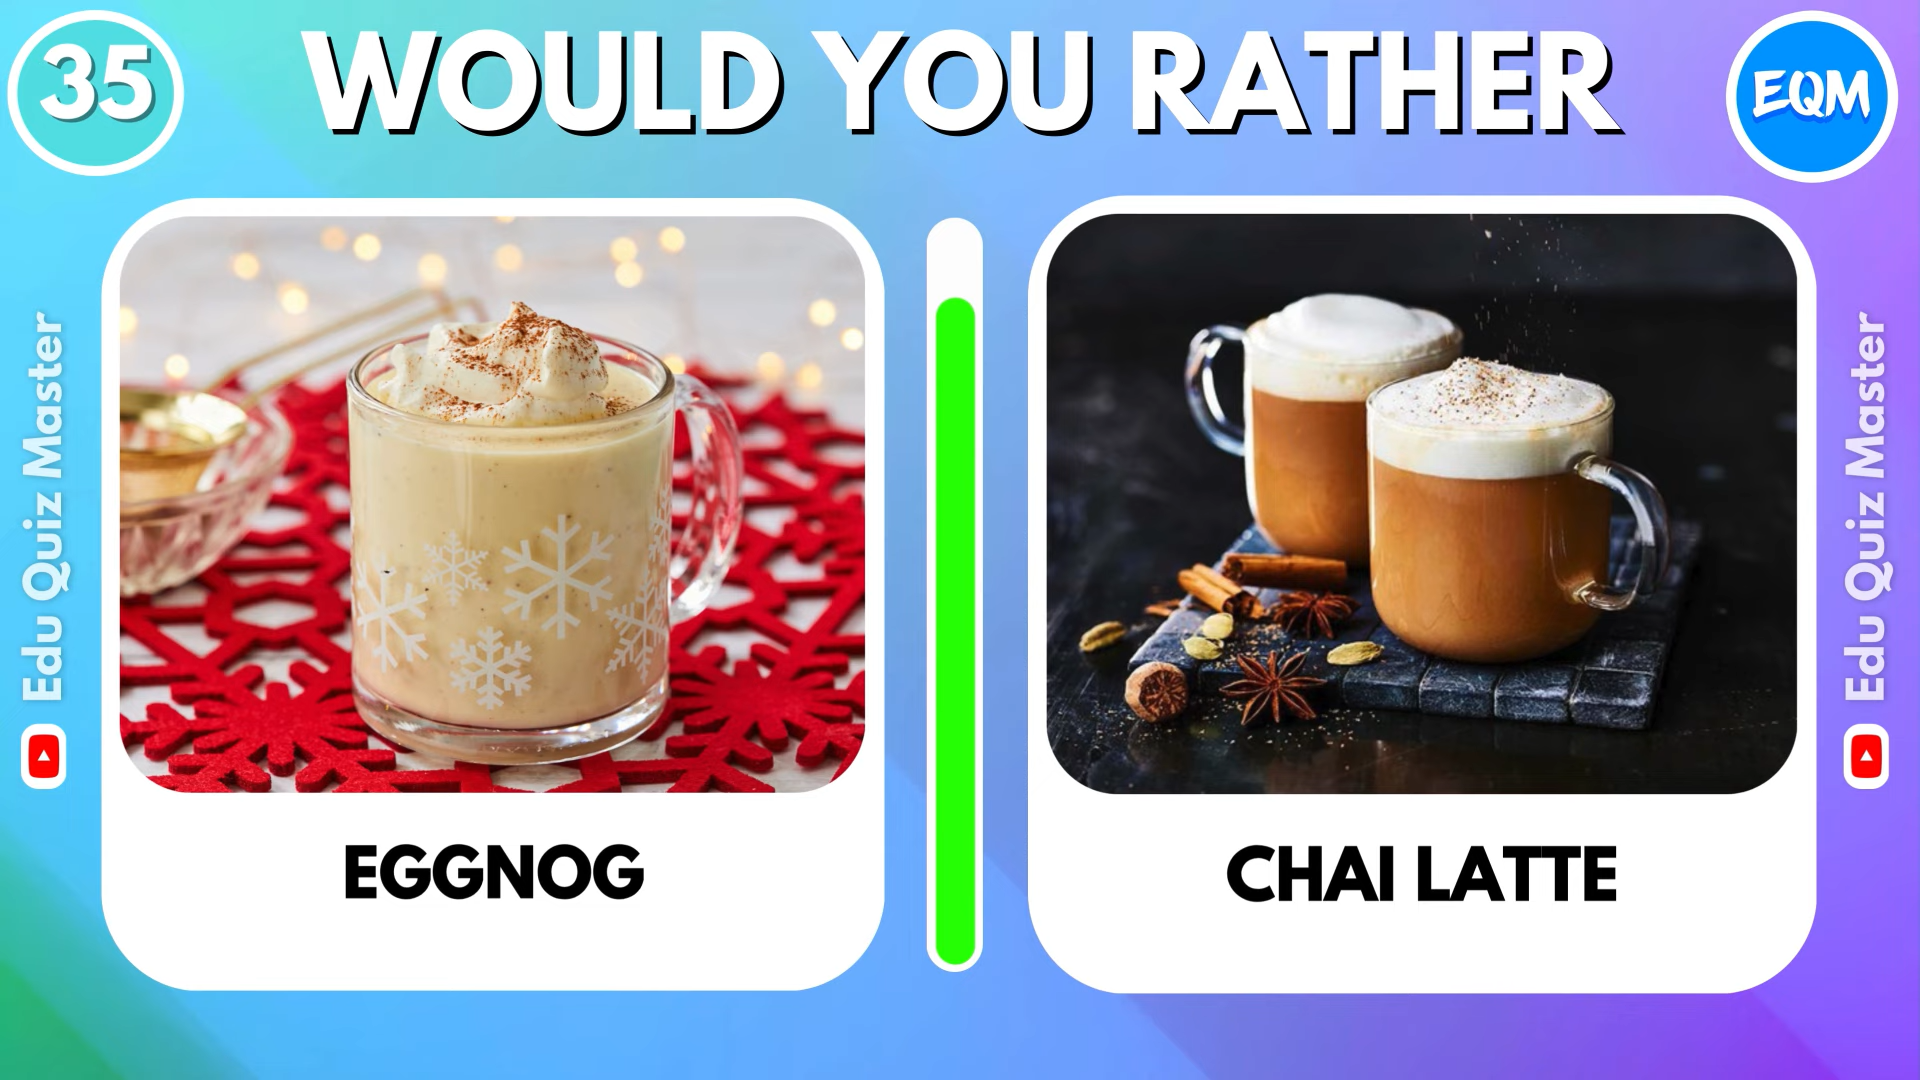 35
WOULD YOU RATHER
EQM
Edu Quiz Master
EGGNOG
CHAI LATTE
Edu Quiz Master